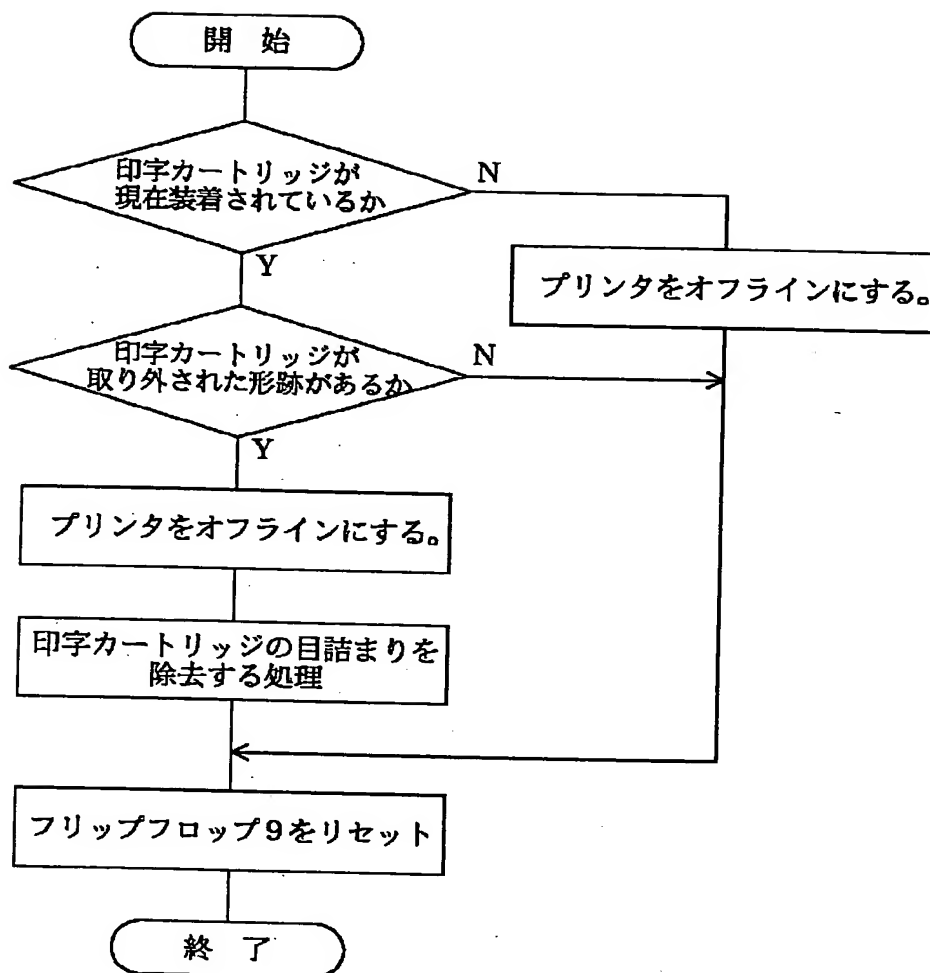 開 始
印字カートリッジが
現在装着されているか
N
Y
プリンタをオフラインにする。
印字カートリッジが
取り外された形跡があるか
N
Y
プリンタをオフラインにする。
印字カートリッジの目詰まりを
除去する処理
フリップフロップ9をリセット
終 了